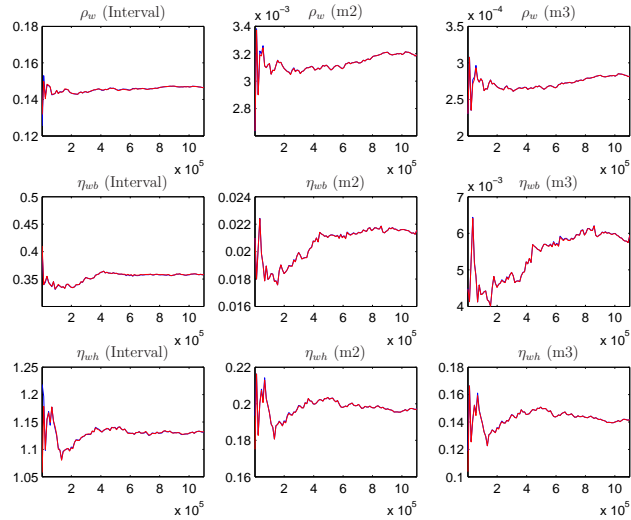 ρw (Interval)
0.18
0.16
0.14
0.12
2 4 6 8 10
x 10^5
x 10^-3 ρw (m2)
3.4
3.2
3
2.8
2 4 6 8 10
x 10^5
x 10^-4 ρw (m3)
3.5
3
2.5
2
2 4 6 8 10
x 10^5
ηwb (Interval)
0.5
0.45
0.4
0.35
2 4 6 8 10
x 10^5
ηwb (m2)
0.024
0.022
0.02
0.018
0.016
2 4 6 8 10
x 10^5
x 10^-3 ηwb (m3)
7
6
5
4
2 4 6 8 10
x 10^5
ηwh (Interval)
1.25
1.2
1.15
1.1
1.05
2 4 6 8 10
x 10^5
ηwh (m2)
0.22
0.2
0.18
0.16
2 4 6 8 10
x 10^5
ηwh (m3)
0.18
0.16
0.14
0.12
0.1
2 4 6 8 10
x 10^5